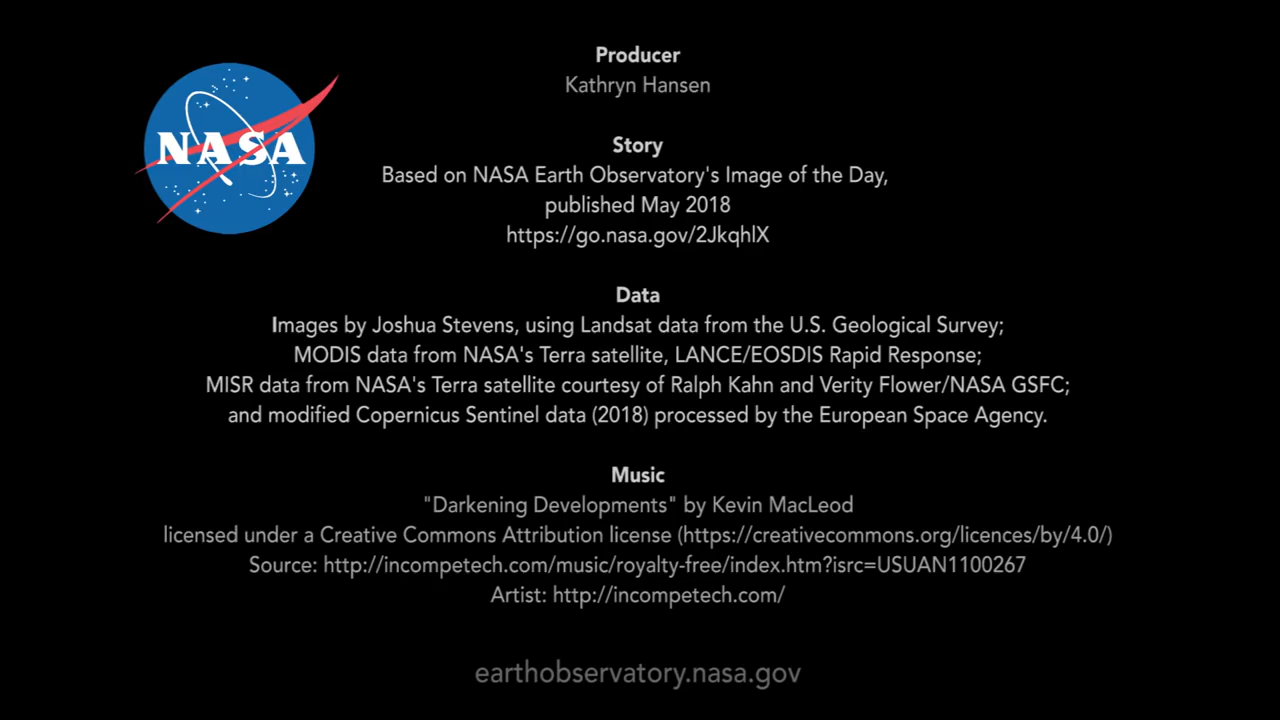 NASA
Producer
Kathryn Hansen
Story
Based on NASA Earth Observatory's Image of the Day,
published May 2018
https://go.nasa.gov/2JkqhlX
Data
Images by Joshua Stevens, using Landsat data from the U.S. Geological Survey;
MODIS data from NASA's Terra satellite, LANCE/EOSDIS Rapid Response;
MISR data from NASA's Terra satellite courtesy of Ralph Kahn and Verity Flower/NASA GSFC;
and modified Copernicus Sentinel data (2018) processed by the European Space Agency.
Music
"Darkening Developments" by Kevin MacLeod
licensed under a Creative Commons Attribution license (https://creativecommons.org/licences/by/4.0/)
Source: http://incompetech.com/music/royalty-free/index.htm?isrc=USUAN1100267
Artist: http://incompetech.com/
earthobservatory.nasa.gov